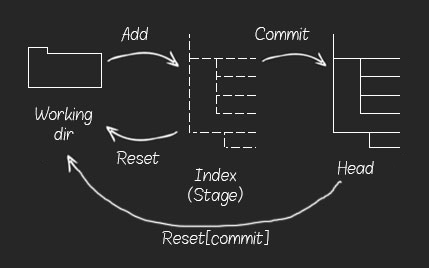 Add
Commit
Working
dir
Reset
Index
(Stage)
Head
Reset[commit]